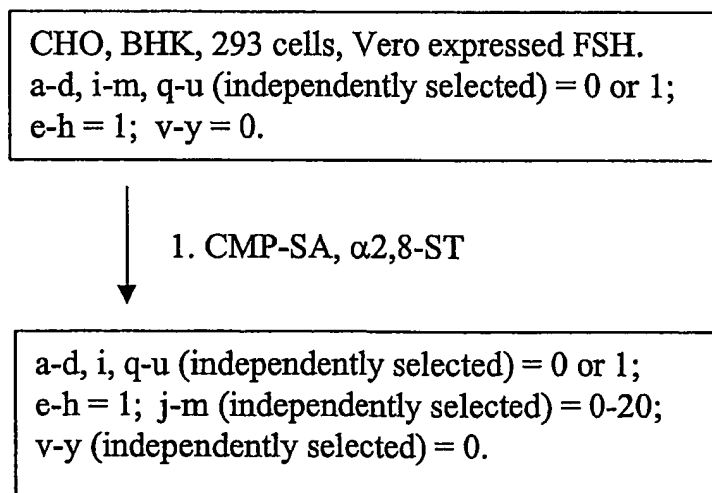 CHO, BHK, 293 cells, Vero expressed FSH.
a-d, i-m, q-u (independently selected) = 0 or 1;
e-h = 1; v-y = 0.
1. CMP-SA, α2,8-ST
a-d, i, q-u (independently selected) = 0 or 1;
e-h = 1; j-m (independently selected) = 0-20;
v-y (independently selected) = 0.